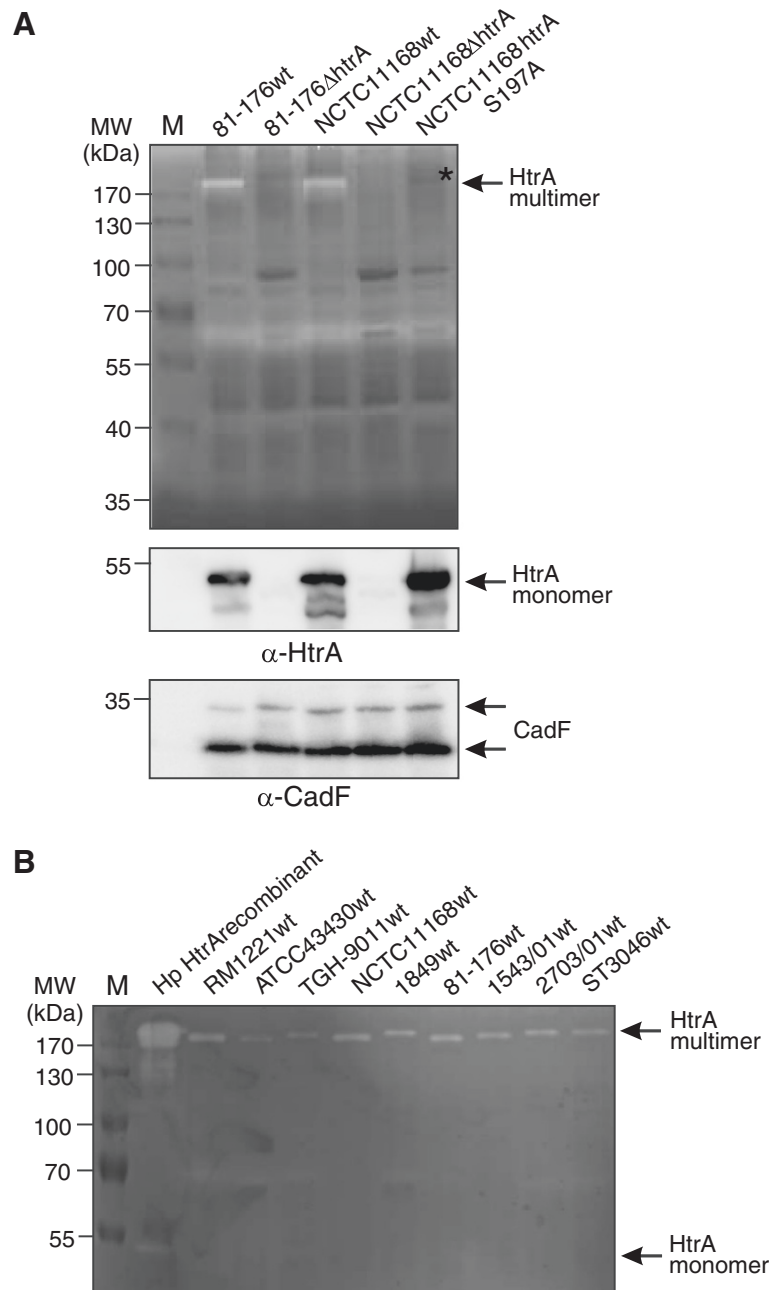 A
MW
(kDa)
M
81-176wt
81-176ΔhtrA
NCTC11168wt
NCTC11168ΔhtrA
NCTC11168htrA
S197A
170
130
100
70
55
40
35
*
HtrA
multimer
55
HtrA
monomer
α-HtrA
35
CadF
α-CadF
B
MW
(kDa)
M
Hp HtrArecombinant
RM1221wt
ATCC43430wt
TGH-9011wt
NCTC11168wt
1849wt
81-176wt
1543/01wt
2703/01wt
ST3046wt
170
130
100
70
55
HtrA
multimer
HtrA
monomer